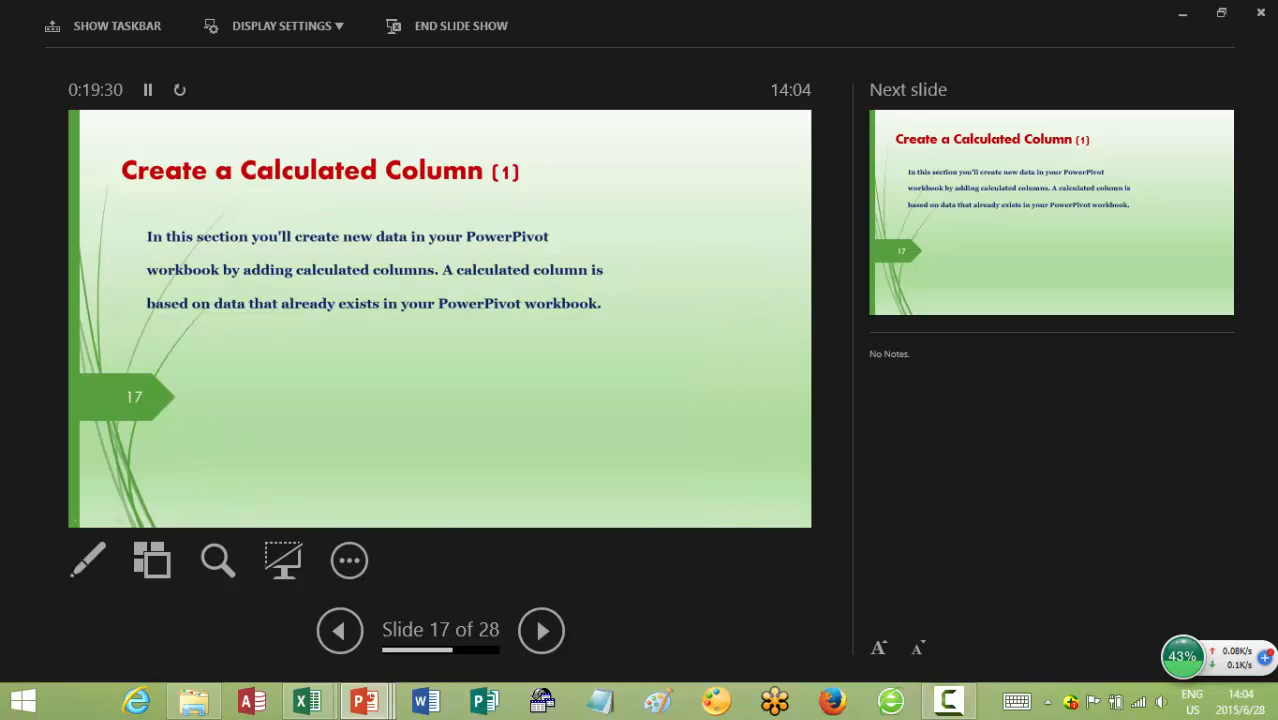 SHOW TASKBAR
DISPLAY SETTINGS ▼
END SLIDE SHOW
0:19:30
14:04
Create a Calculated Column (1)
In this section you'll create new data in your PowerPivot
workbook by adding calculated columns. A calculated column is
based on data that already exists in your PowerPivot workbook.
17
Slide 17 of 28
Next slide
Create a Calculated Column (1)
In this section you'll create new data in your PowerPivot
workbook by adding calculated columns. A calculated column is
based on data that already exists in your PowerPivot workbook.
17
No Notes.
A A
43%
0.08K/s
0.1K/s
ENG
US
14:04
2015/6/28